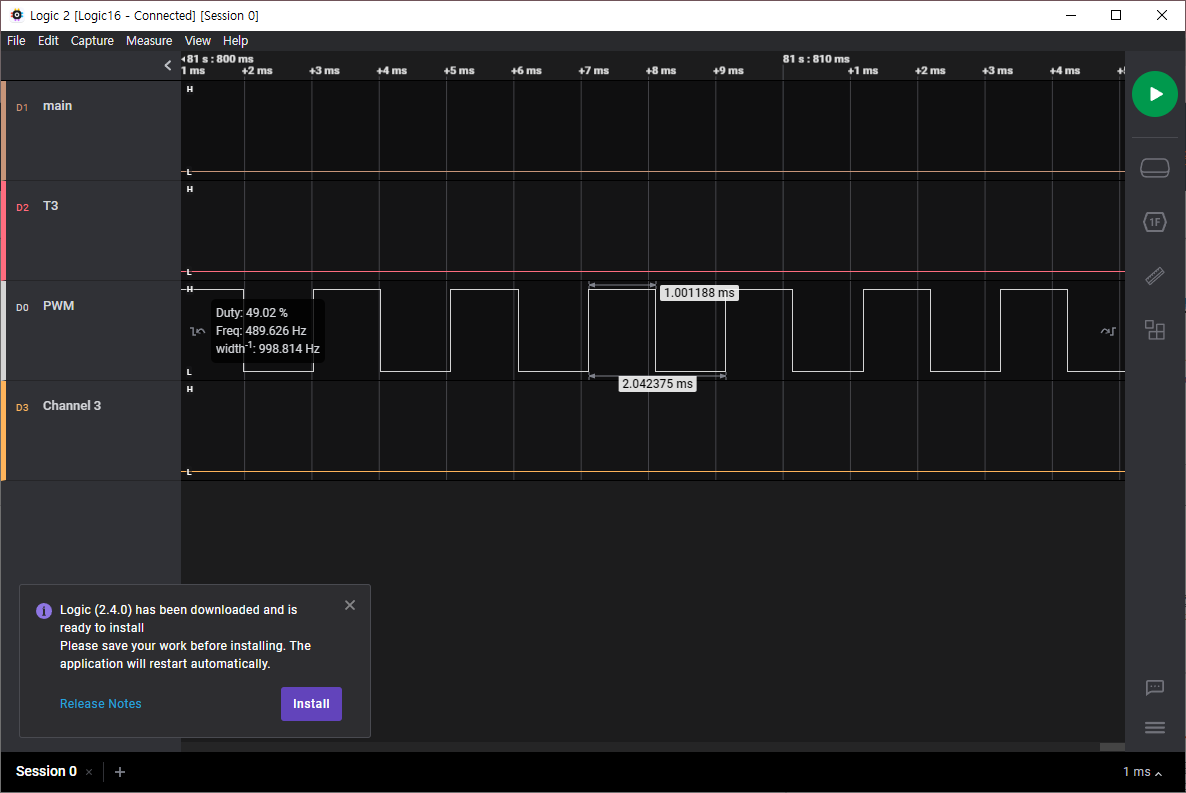 Logic 2 [Logic16 - Connected] [Session 0]
File Edit Capture Measure View Help
81 s : 800 ms 81 s : 810 ms
1 ms +2 ms +3 ms +4 ms +5 ms +6 ms +7 ms +8 ms +9 ms +1 ms +2 ms +3 ms +4 ms
H
D1 main
L
H
D2 T3
L
H
1.001188 ms
D0 PWM
Duty: 49.02 %
Freq: 489.626 Hz
width-1: 998.814 Hz
L
2.042375 ms
H
D3 Channel 3
L
1F
Logic (2.4.0) has been downloaded and is
ready to install
Please save your work before installing. The
application will restart automatically.
Release Notes Install
Session 0 1 ms